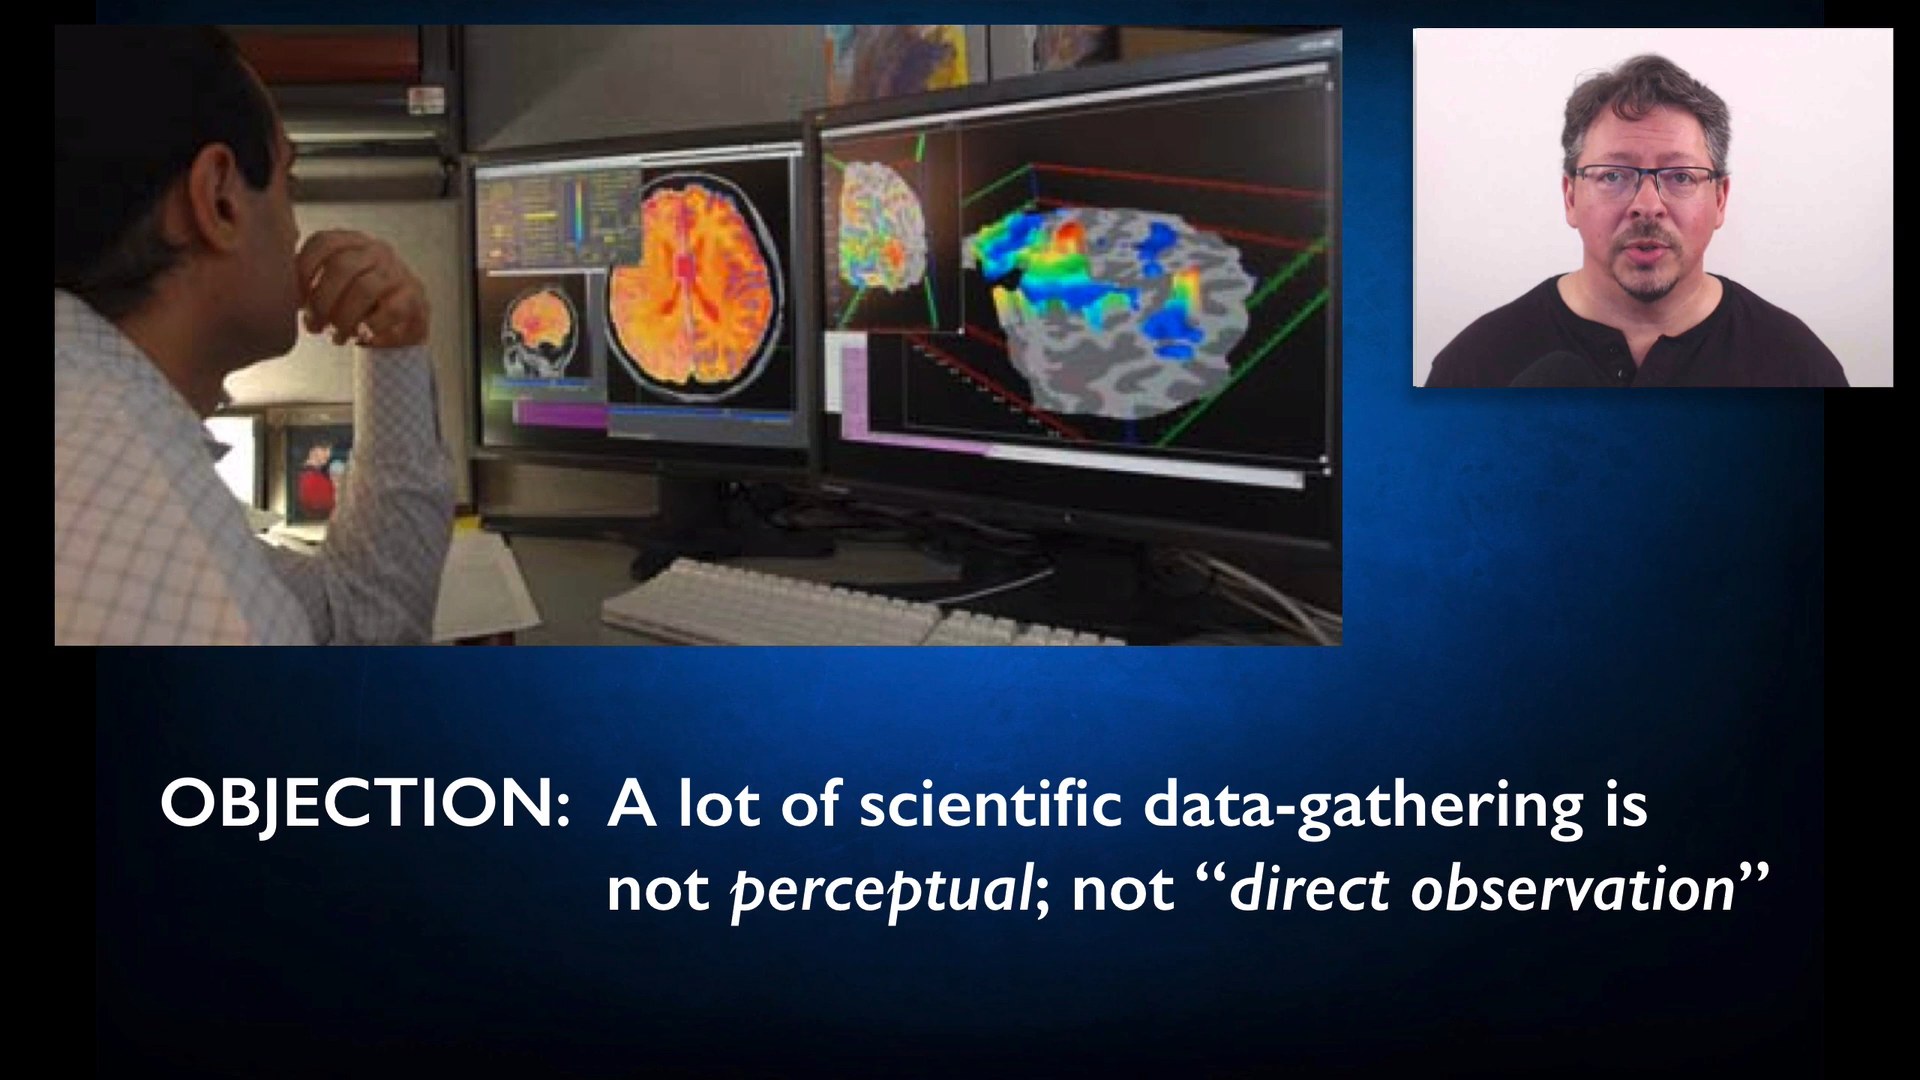 OBJECTION: A lot of scientific data-gathering is
not perceptual; not “direct observation”